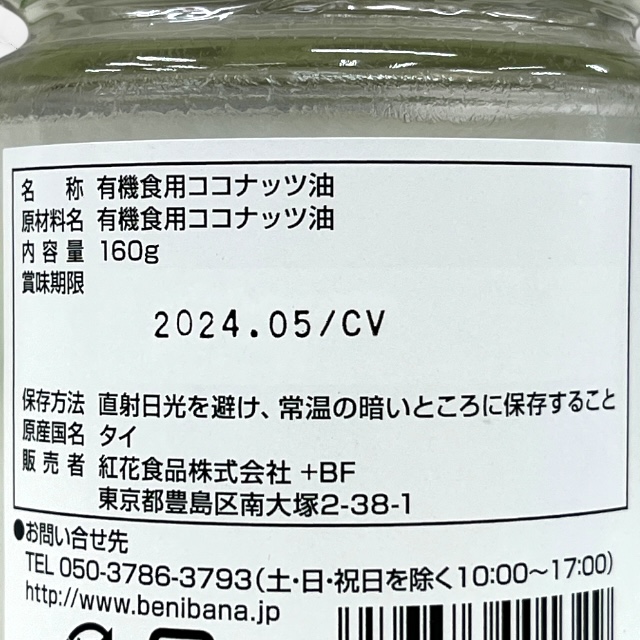 名称 有機食用ココナッツ油
原材料名 有機食用ココナッツ油
内容量 160g
賞味期限
2024.05/CV
保存方法 直射日光を避け、常温の暗いところに保存すること
原産国名 タイ
販売者 紅花食品株式会社 +BF
東京都豊島区南大塚2-38-1
●お問い合せ先
TEL 050-3786-3793(土・日・祝日を除く10:00〜17:00)
http://www.benibana.jp